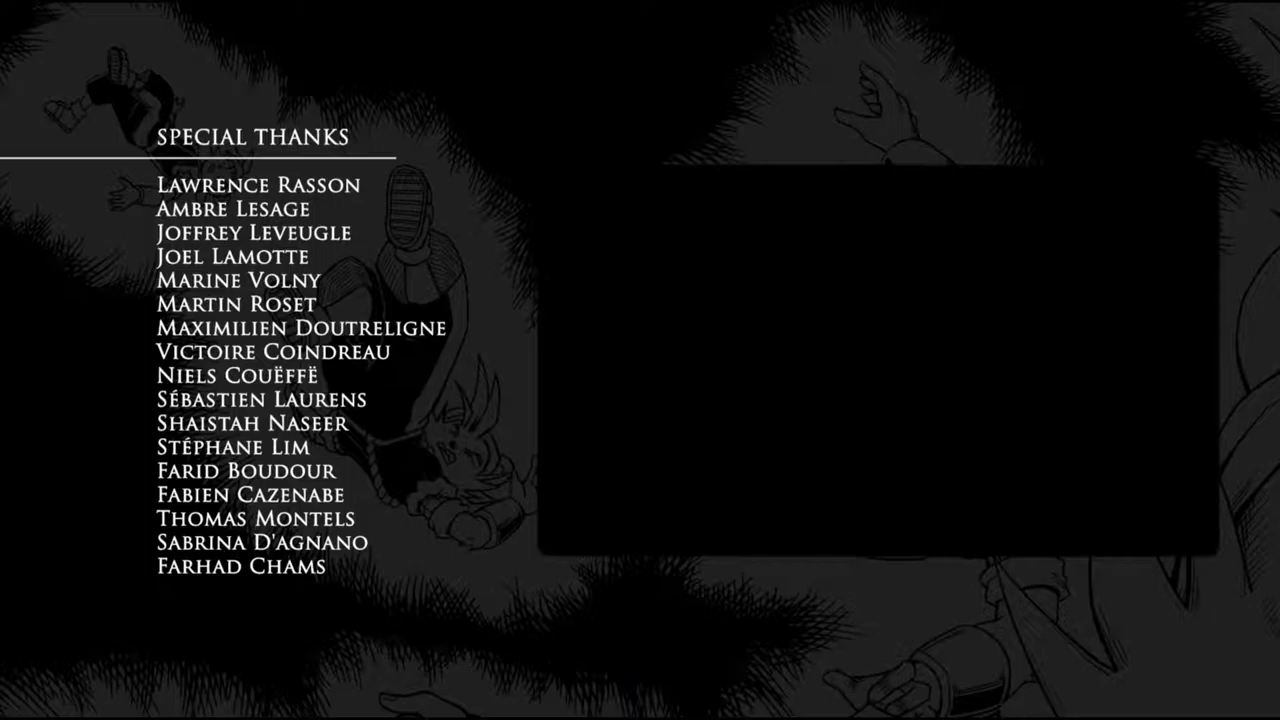 SPECIAL THANKS
LAWRENCE RASSON
AMBRE LESAGE
JOFFREY LEVEUGLE
JOEL LAMOTTE
MARINE VOLNY
MARTIN ROSET
MAXIMILIEN DOUTRELIGNE
VICTOIRE COINDREAU
NIELS COUËFFË
SÉBASTIEN LAURENS
SHAISTAH NASEER
STÉPHANE LIM
FARID BOUDOUR
FABIEN CAZENABE
THOMAS MONTELS
SABRINA D'AGNANO
FARHAD CHAMS